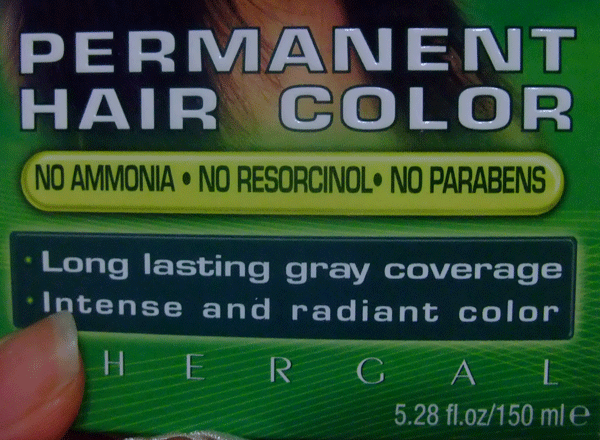 PERMANENT
HAIR COLOR
NO AMMONIA • NO RESORCINOL • NO PARABENS
• Long lasting gray coverage
• Intense and radiant color
HERGAL
5.28 fl.oz/150 ml e